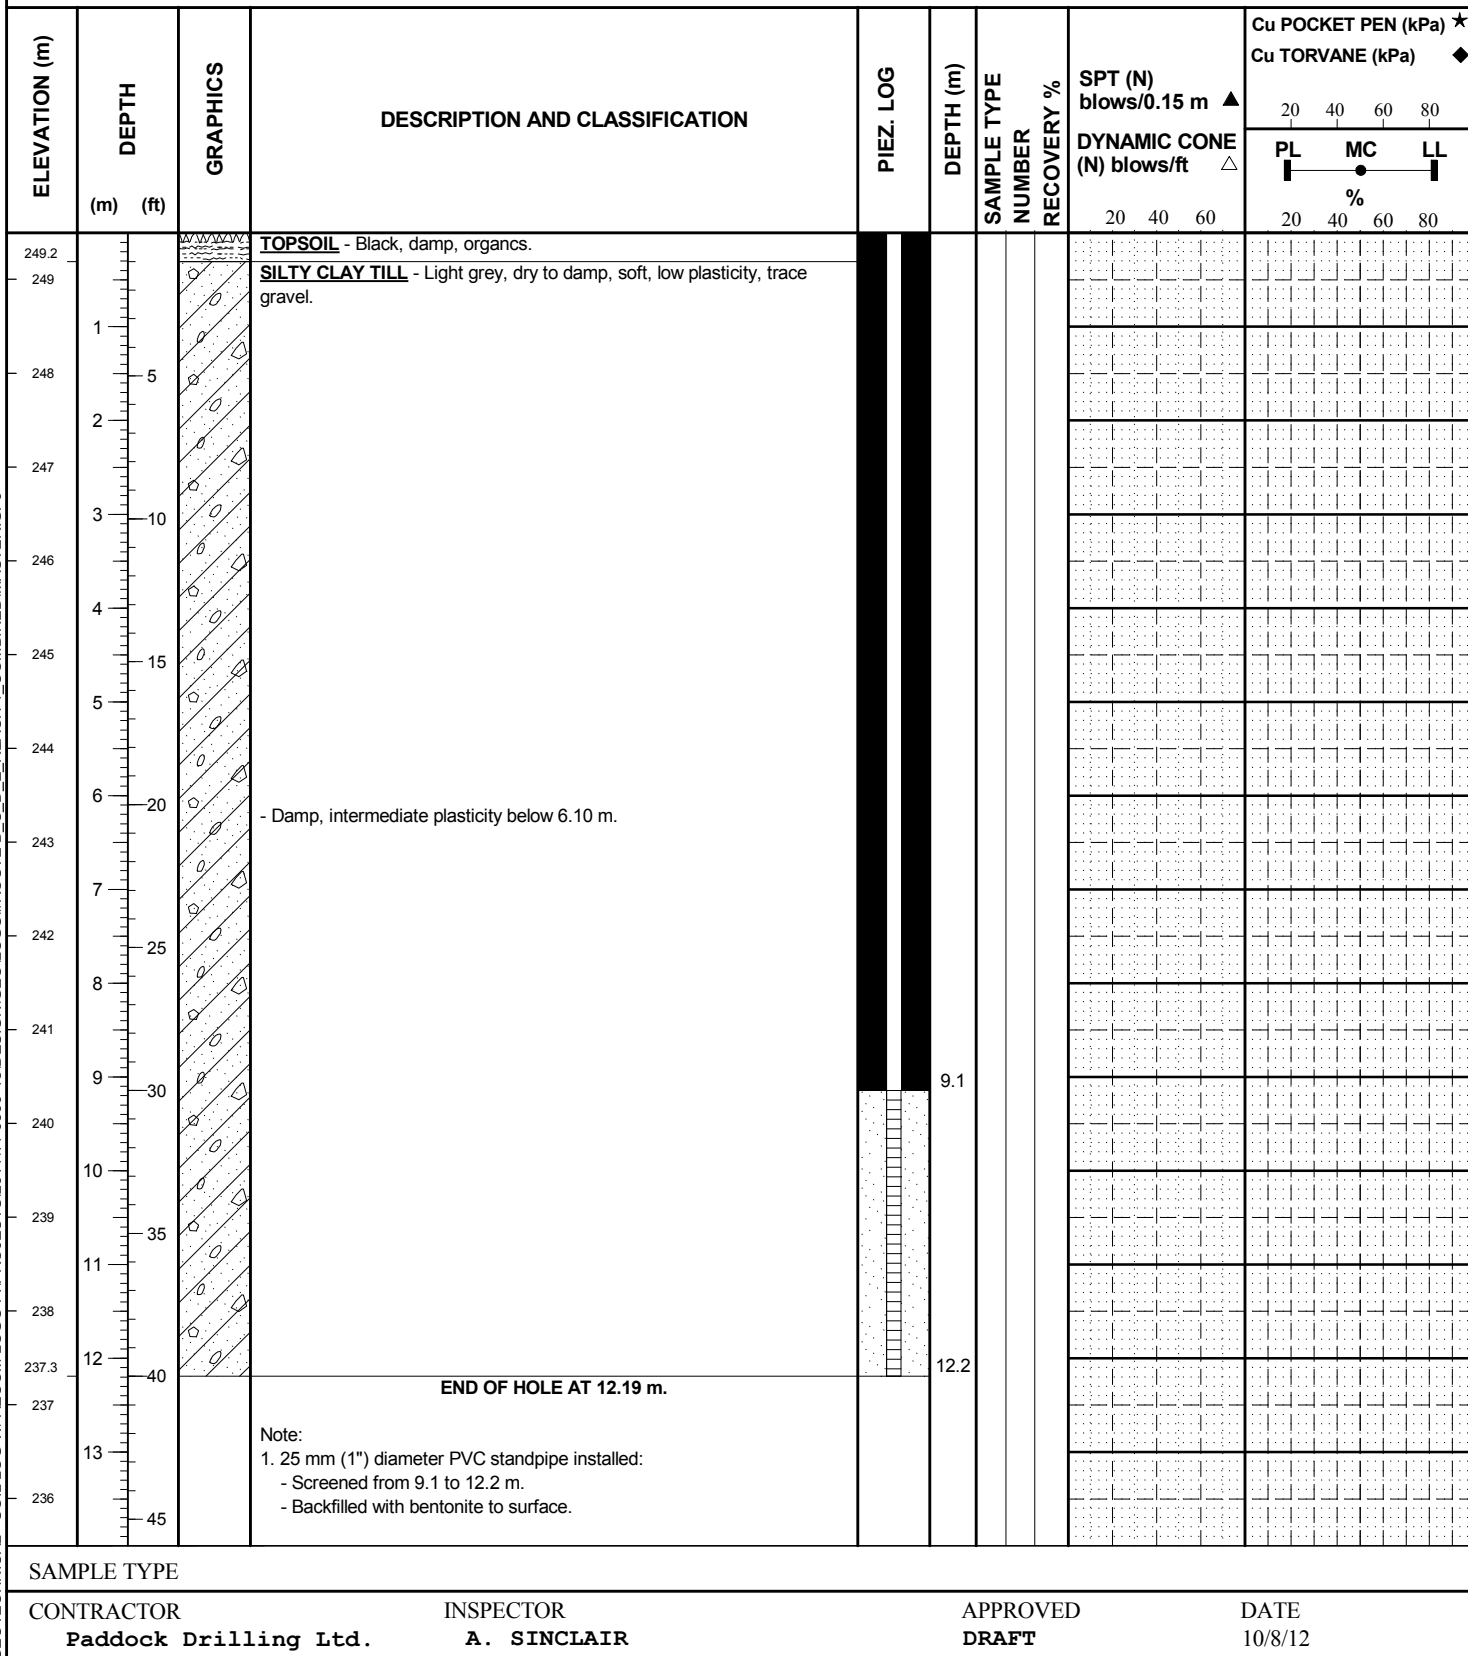 ELEVATION (m)
DEPTH
(m) (ft)
GRAPHICS
DESCRIPTION AND CLASSIFICATION
PIEZ. LOG
DEPTH (m)
SAMPLE TYPE
NUMBER
RECOVERY %
SPT (N)
blows/0.15 m ▲
DYNAMIC CONE
(N) blows/ft △
20 40 60
Cu POCKET PEN (kPa) ★
Cu TORVANE (kPa) ◆
20 40 60 80
PL MC LL
%
20 40 60 80
249.2
TOPSOIL - Black, damp, organcs.
249
SILTY CLAY TILL - Light grey, dry to damp, soft, low plasticity, trace
gravel.
1
248
5
2
247
3
10
246
4
245
15
5
244
6
20
- Damp, intermediate plasticity below 6.10 m.
243
7
242
25
8
241
9
9.1
30
240
10
239
35
11
238
12
237.3
12.2
40
END OF HOLE AT 12.19 m.
237
Note:
13
1. 25 mm (1") diameter PVC standpipe installed:
- Screened from 9.1 to 12.2 m.
236
- Backfilled with bentonite to surface.
45
SAMPLE TYPE
CONTRACTOR INSPECTOR APPROVED DATE
Paddock Drilling Ltd. A. SINCLAIR DRAFT 10/8/12